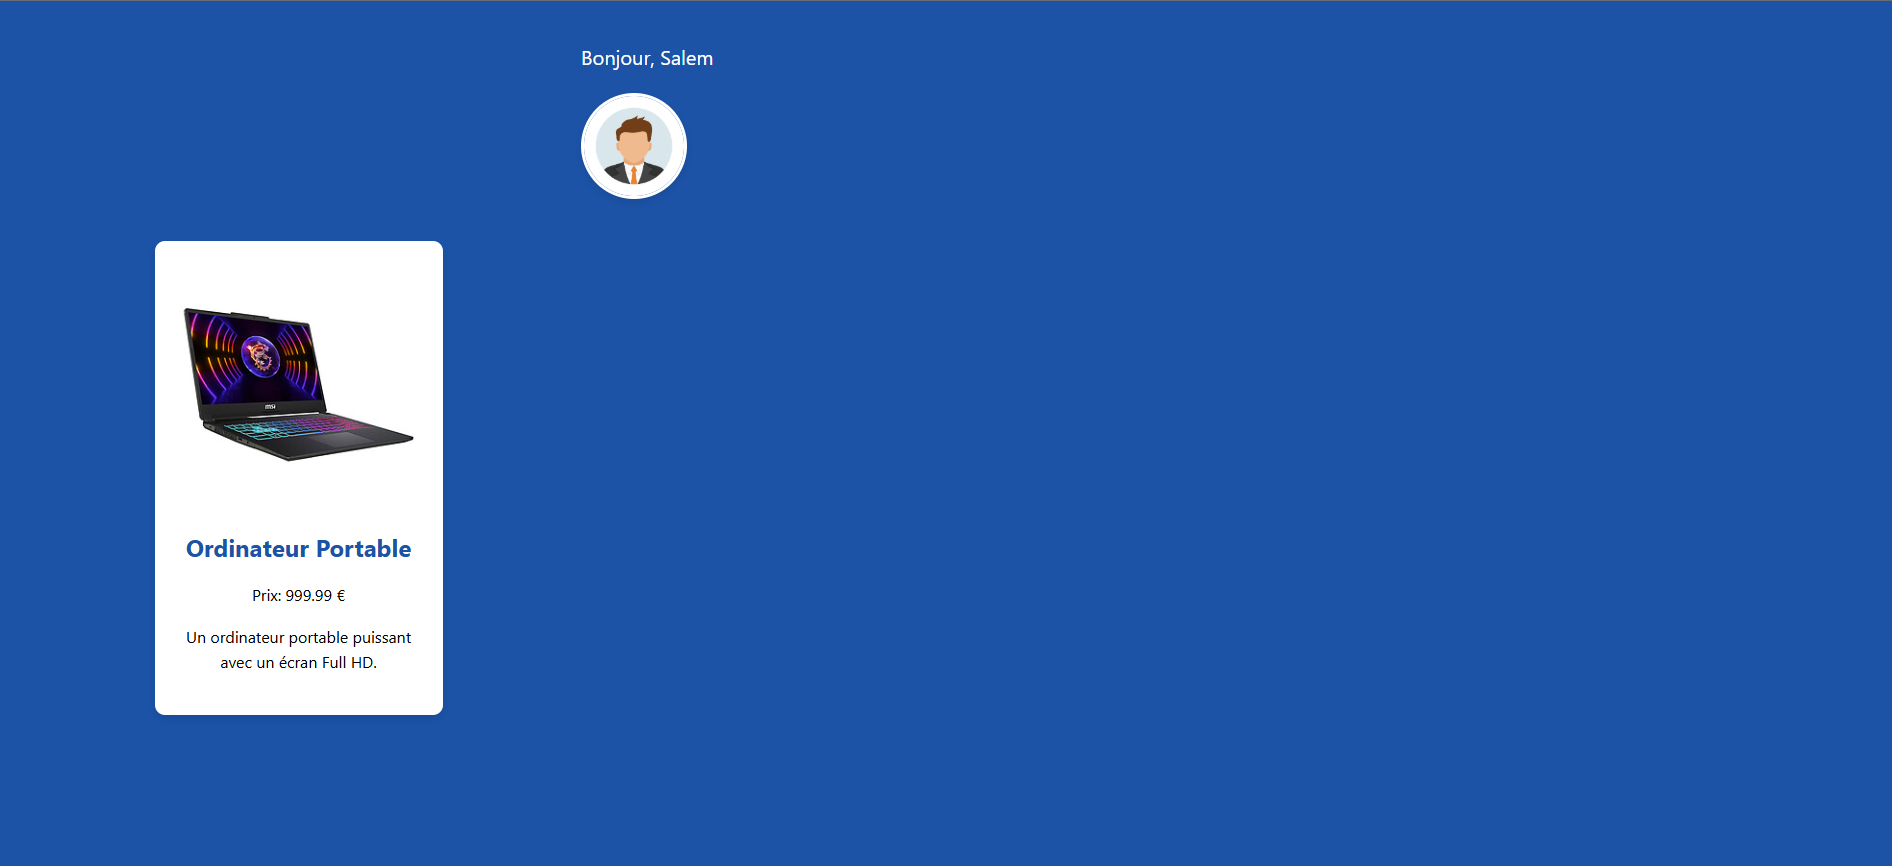 Bonjour, Salem
msi
Ordinateur Portable
Prix: 999.99 €
Un ordinateur portable puissant
avec un écran Full HD.